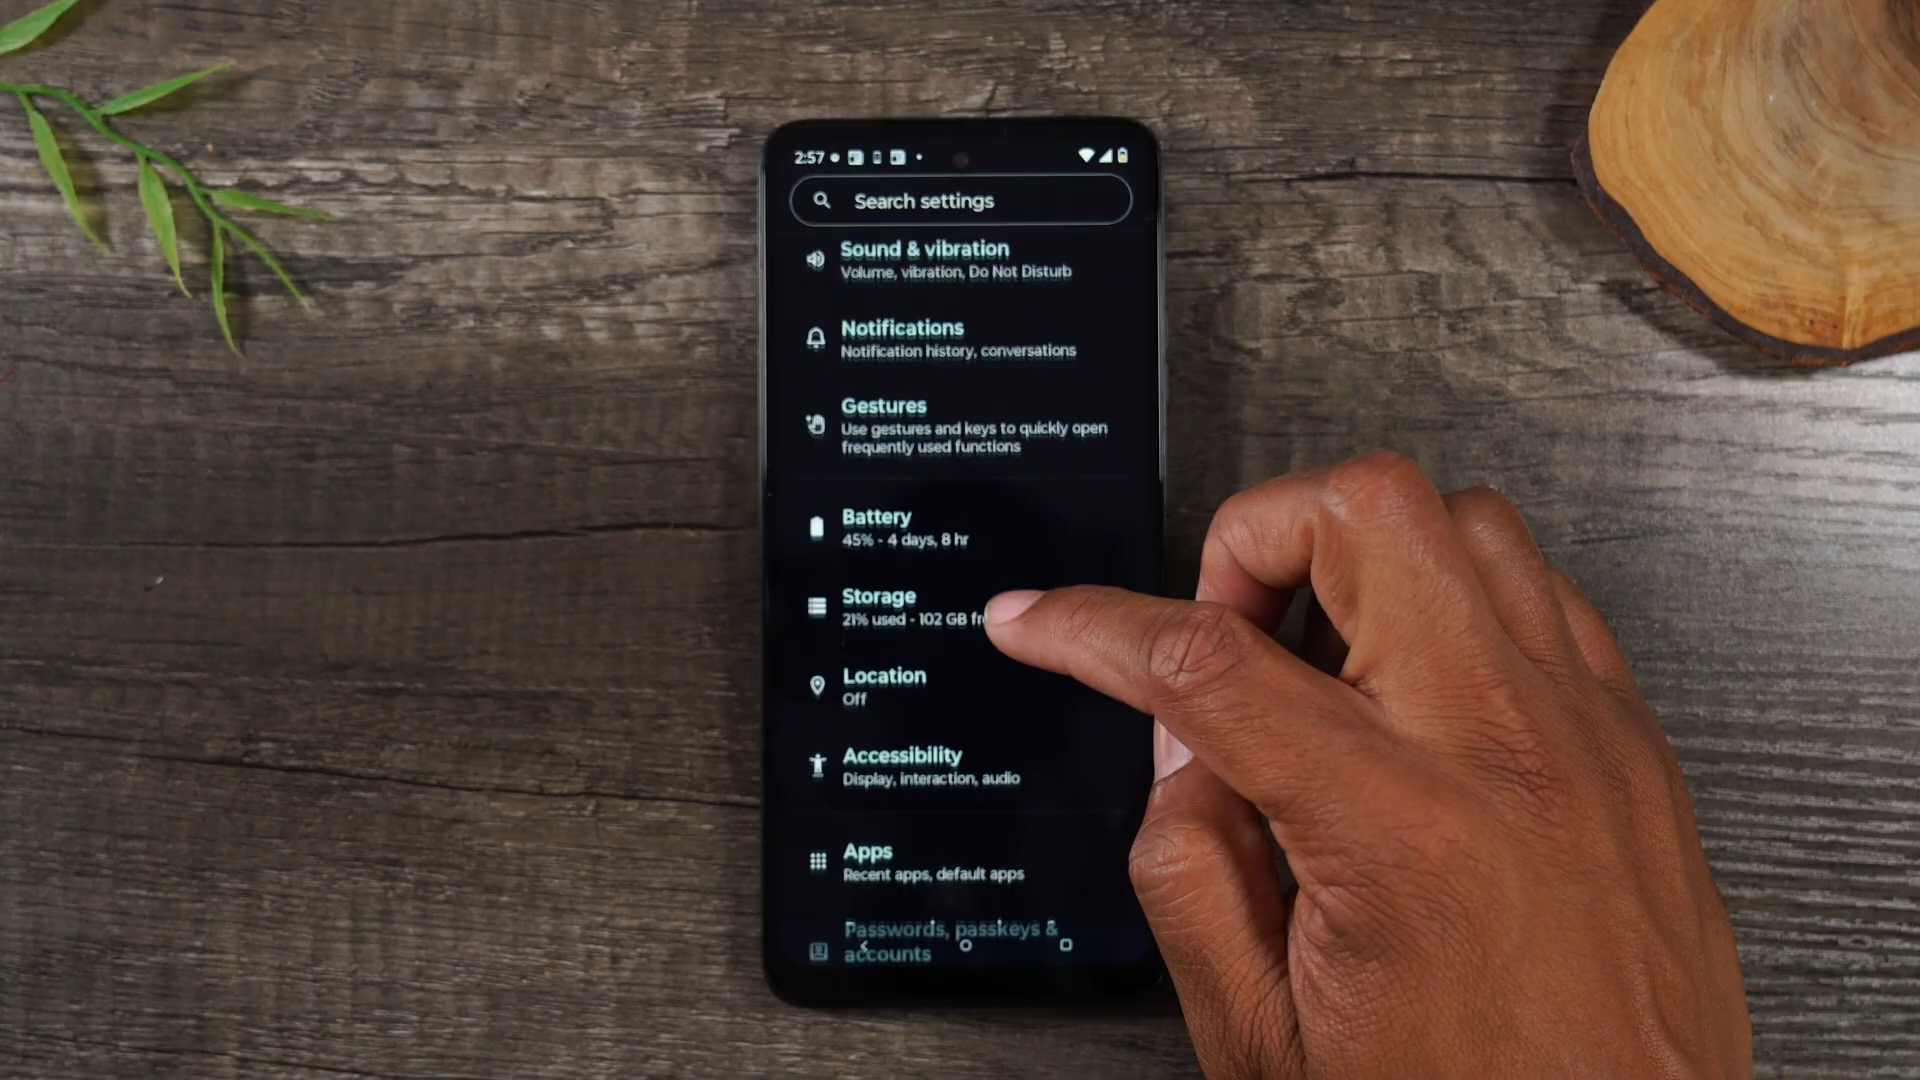 2:57
Search settings
Sound & vibration
Volume, vibration, Do Not Disturb
Notifications
Notification history, conversations
Gestures
Use gestures and keys to quickly open
frequently used functions
Battery
45% - 4 days, 8 hr
Storage
21% used - 102 GB
Location
Off
Accessibility
Display, interaction, audio
Apps
Recent apps, default apps
Passwords, passkeys &
accounts